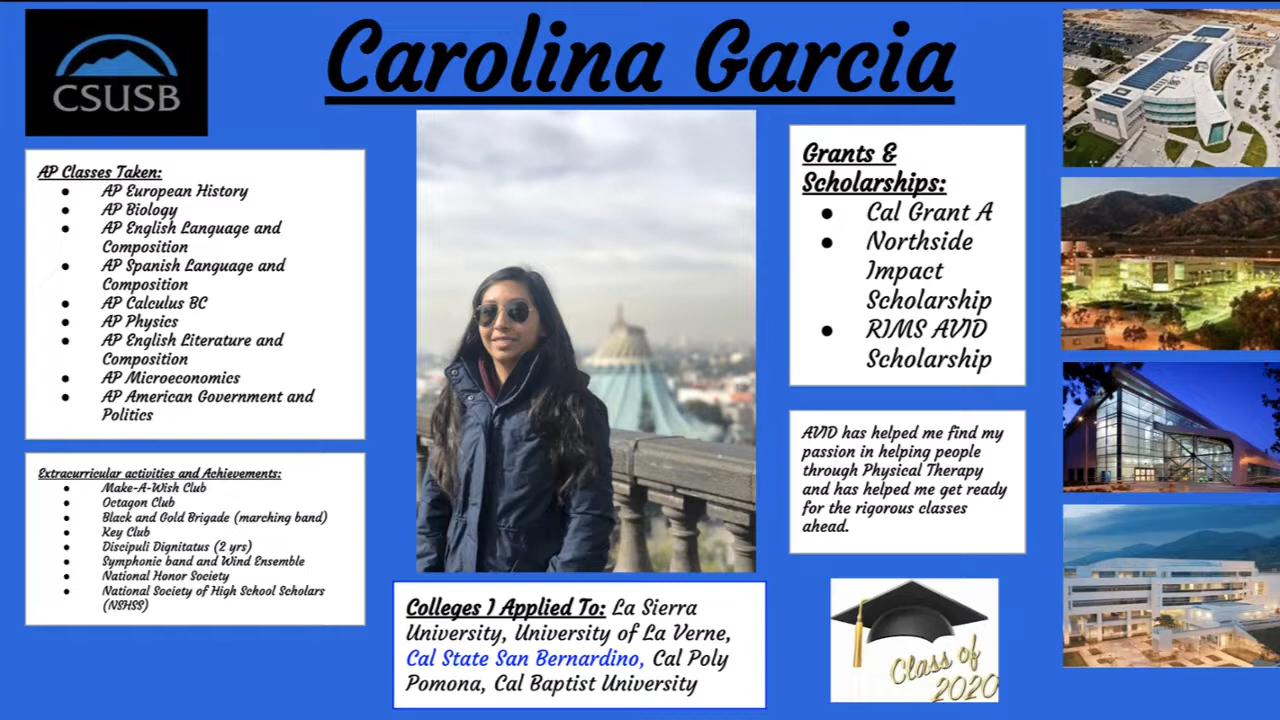 Carolina Garcia
CSUSB
AP Classes Taken:
● AP European History
● AP Biology
● AP English Language and
Composition
● AP Spanish Language and
Composition
● AP Calculus BC
● AP Physics
● AP English Literature and
Composition
● AP Microeconomics
● AP American Government and
Politics
Extracurricular activities and Achievements:
● Make-A-Wish Club
● Octagon Club
● Black and Gold Brigade (marching band)
● Key Club
● Discipuli Dignitatus (2 yrs)
● Symphonic band and Wind Ensemble
● National Honor Society
● National Society of High School Scholars
(NSHSS)
Colleges I Applied To: La Sierra
University, University of La Verne,
Cal State San Bernardino, Cal Poly
Pomona, Cal Baptist University
Grants &
Scholarships:
● Cal Grant A
● Northside
Impact
Scholarship
● RIMS AVID
Scholarship
AVID has helped me find my
passion in helping people
through Physical Therapy
and has helped me get ready
for the rigorous classes
ahead.
Class of
2020